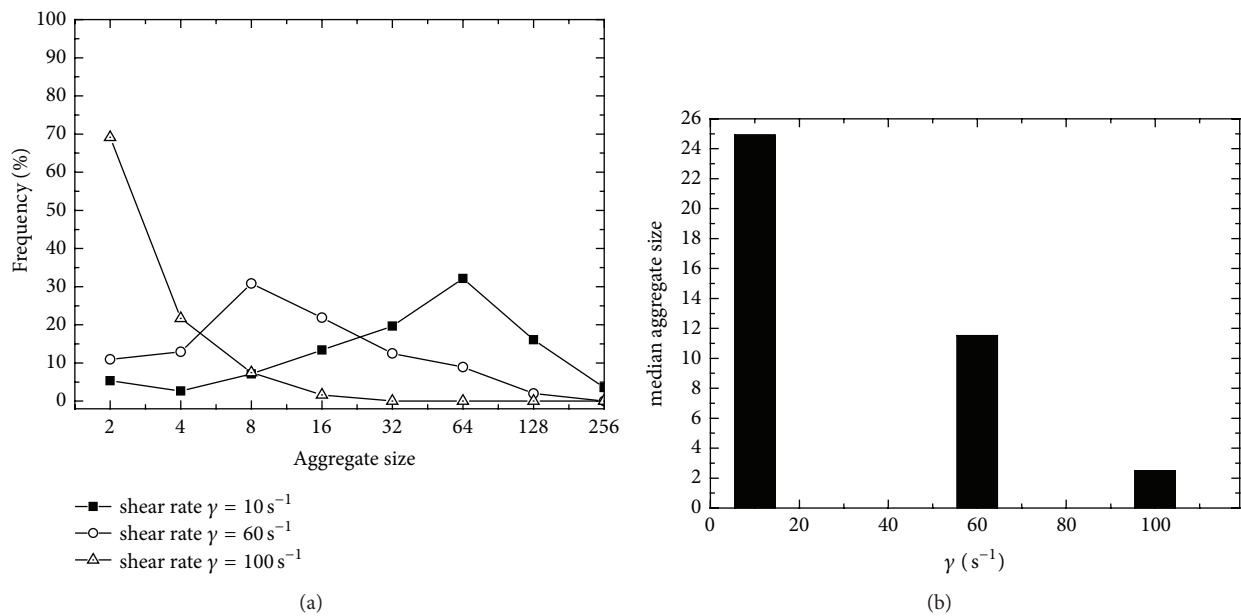 100
90
80
70
60
50
40
30
20
10
0
Frequency (%)
2 4 8 16 32 64 128 256
Aggregate size
shear rate γ = 10 s⁻¹
shear rate γ = 60 s⁻¹
shear rate γ = 100 s⁻¹
(a)
26
24
22
20
18
16
14
12
10
8
6
4
2
0
median aggregate size
0 20 40 60 80 100
γ (s⁻¹)
(b)